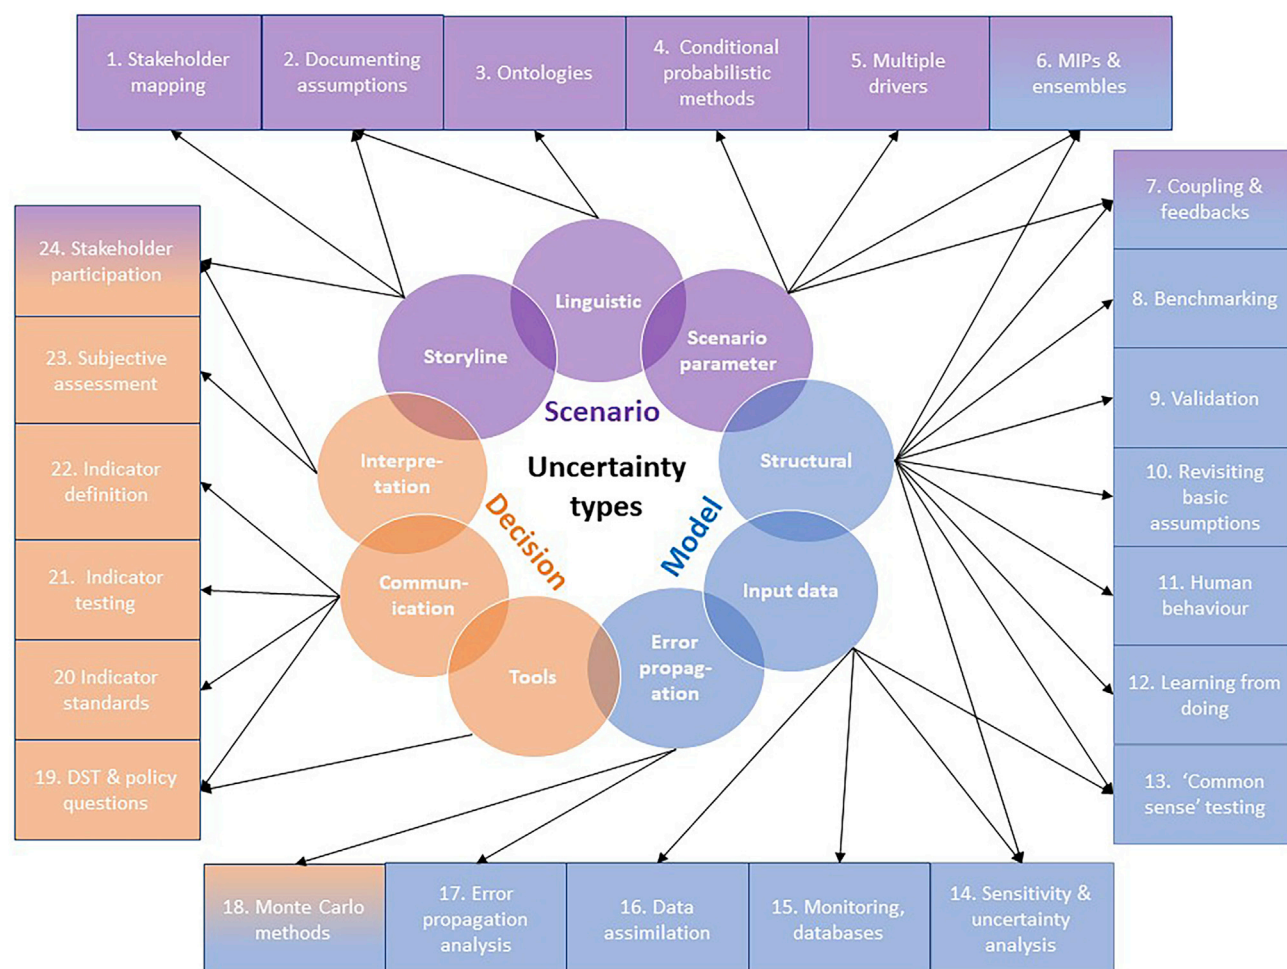 1. Stakeholder
mapping
2. Documenting
assumptions
3. Ontologies
4. Conditional
probabilistic
methods
5. Multiple
drivers
6. MIPs &
ensembles
7. Coupling &
feedbacks
8. Benchmarking
9. Validation
10. Revisiting
basic
assumptions
11. Human
behaviour
12. Learning from
doing
13. ‘Common
sense’ testing
14. Sensitivity &
uncertainty
analysis
15. Monitoring,
databases
16. Data
assimilation
17. Error
propagation
analysis
18. Monte Carlo
methods
19. DST & policy
questions
20 Indicator
standards
21. Indicator
testing
22. Indicator
definition
23. Subjective
assessment
24. Stakeholder
participation
Linguistic
Storyline
Scenario
parameter
Scenario
Interpre-
tation
Uncertainty
types
Structural
Decision
Model
Commun-
ication
Input data
Tools
Error
propag-
ation